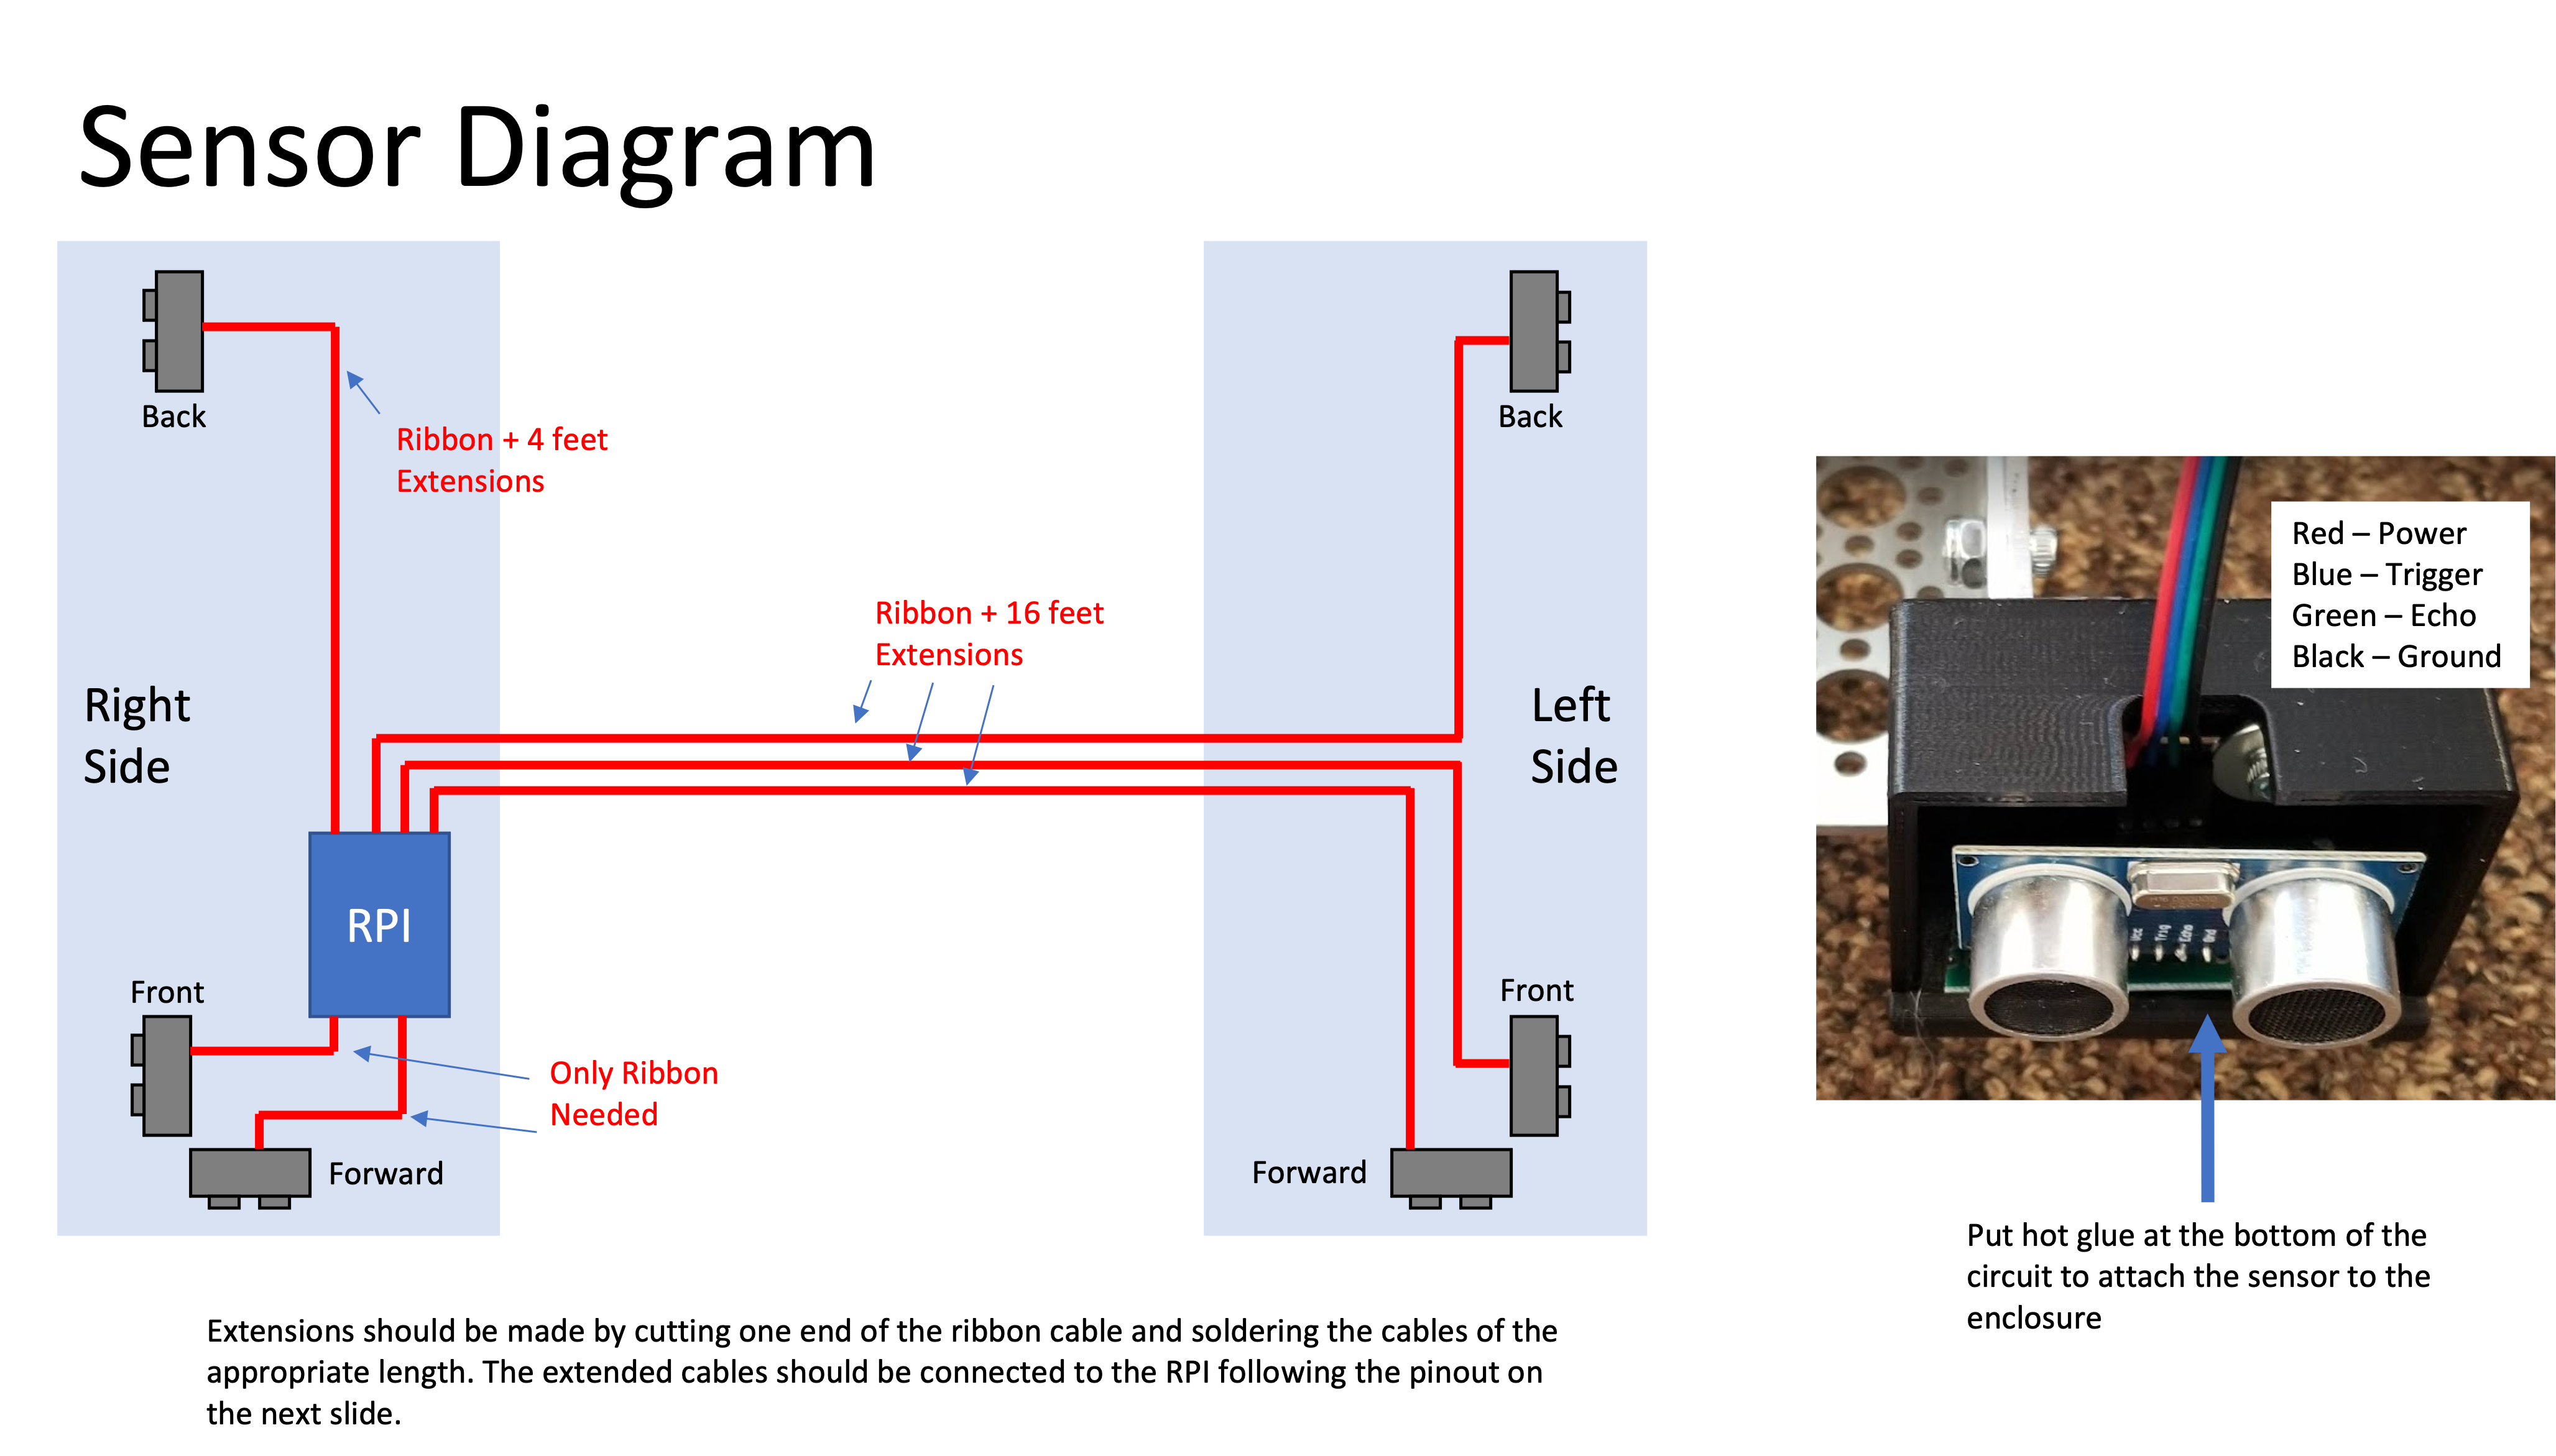 Sensor Diagram
Back
Ribbon + 4 feet
Extensions
Right
Side
RPI
Front
Forward
Only Ribbon
Needed
Ribbon + 16 feet
Extensions
Back
Left
Side
Front
Forward
Red – Power
Blue – Trigger
Green – Echo
Black – Ground
Vcc
Trig
Echo
Gnd
Put hot glue at the bottom of the
circuit to attach the sensor to the
enclosure
Extensions should be made by cutting one end of the ribbon cable and soldering the cables of the
appropriate length. The extended cables should be connected to the RPI following the pinout on
the next slide.